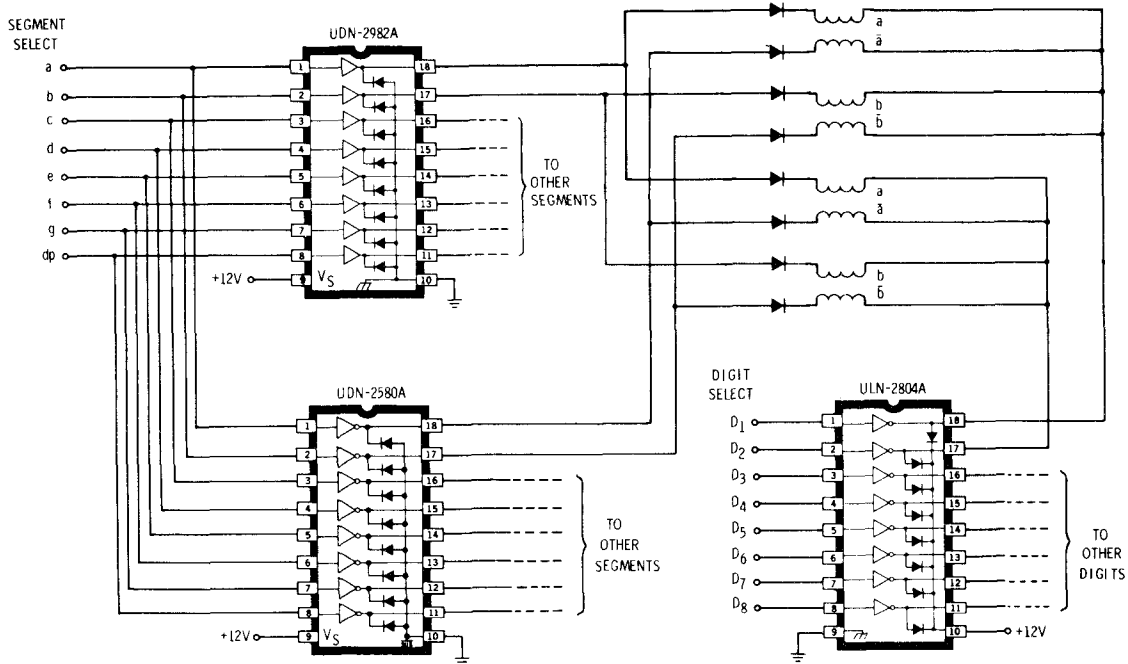 SEGMENT
SELECT
a
b
c
d
e
f
g
dp
+12V
UDN-2982A
1 18
2 17
3 16
4 15
5 14
6 13
7 12
8 11
9 VS 10
TO
OTHER
SEGMENTS
a
ā
b
b̄
a
ā
b
b̄
UDN-2580A
1 18
2 17
3 16
4 15
5 14
6 13
7 12
8 11
+12V
9 VS 10
TO
OTHER
SEGMENTS
DIGIT
SELECT
ULN-2804A
D1 1 18
D2 2 17
D3 3 16
D4 4 15
D5 5 14
D6 6 13
D7 7 12
D8 8 11
9 10 +12V
TO
OTHER
DIGITS